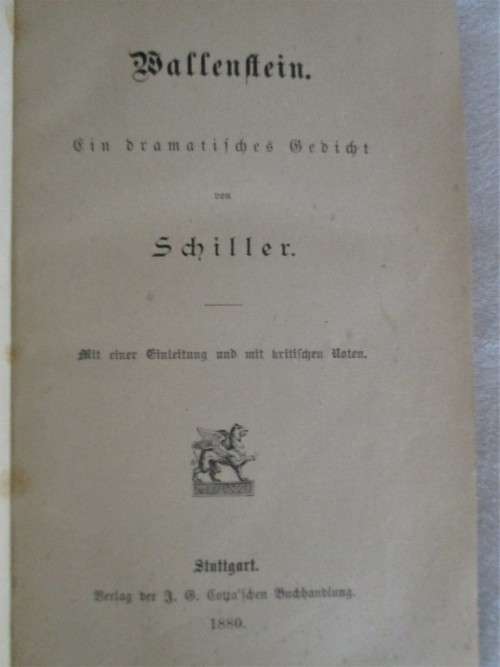 Wallenſtein.
Ein dramatiſches Gedicht
von
Schiller.
Mit einer Einleitung und mit kritiſchen Noten.
Stuttgart.
Verlag der J. G. Cotta'ſchen Buchhandlung.
1880.